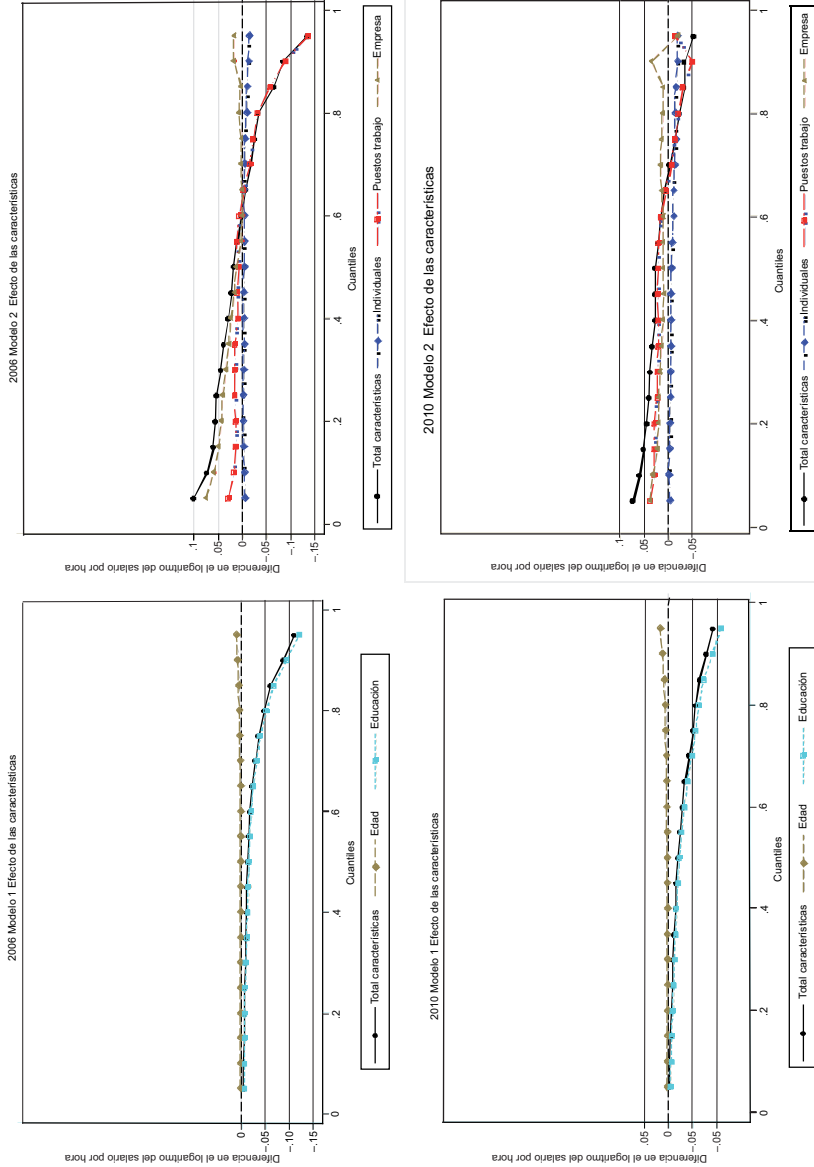 2006 Modelo 1 Efecto de las características
Diferencia en el logaritmo del salario por hora
0
−.05
−.10
−.15
0 .2 .4 .6 .8 1
Cuantiles
Total características Edad Educación
2006 Modelo 2 Efecto de las características
Diferencia en el logaritmo del salario por hora
.1
.05
0
−.05
−.1
−.15
0 .2 .4 .6 .8 1
Cuantiles
Total características Individuales Puestos trabajo Empresa
2010 Modelo 1 Efecto de las características
Diferencia en el logaritmo del salario por hora
.05
0
−.05
−.05
0 .2 .4 .6 .8 1
Cuantiles
Total características Edad Educación
2010 Modelo 2 Efecto de las características
Diferencia en el logaritmo del salario por hora
.1
.05
0
−.05
0 .2 .4 .6 .8 1
Cuantiles
Total características Individuales Puestos trabajo Empresa